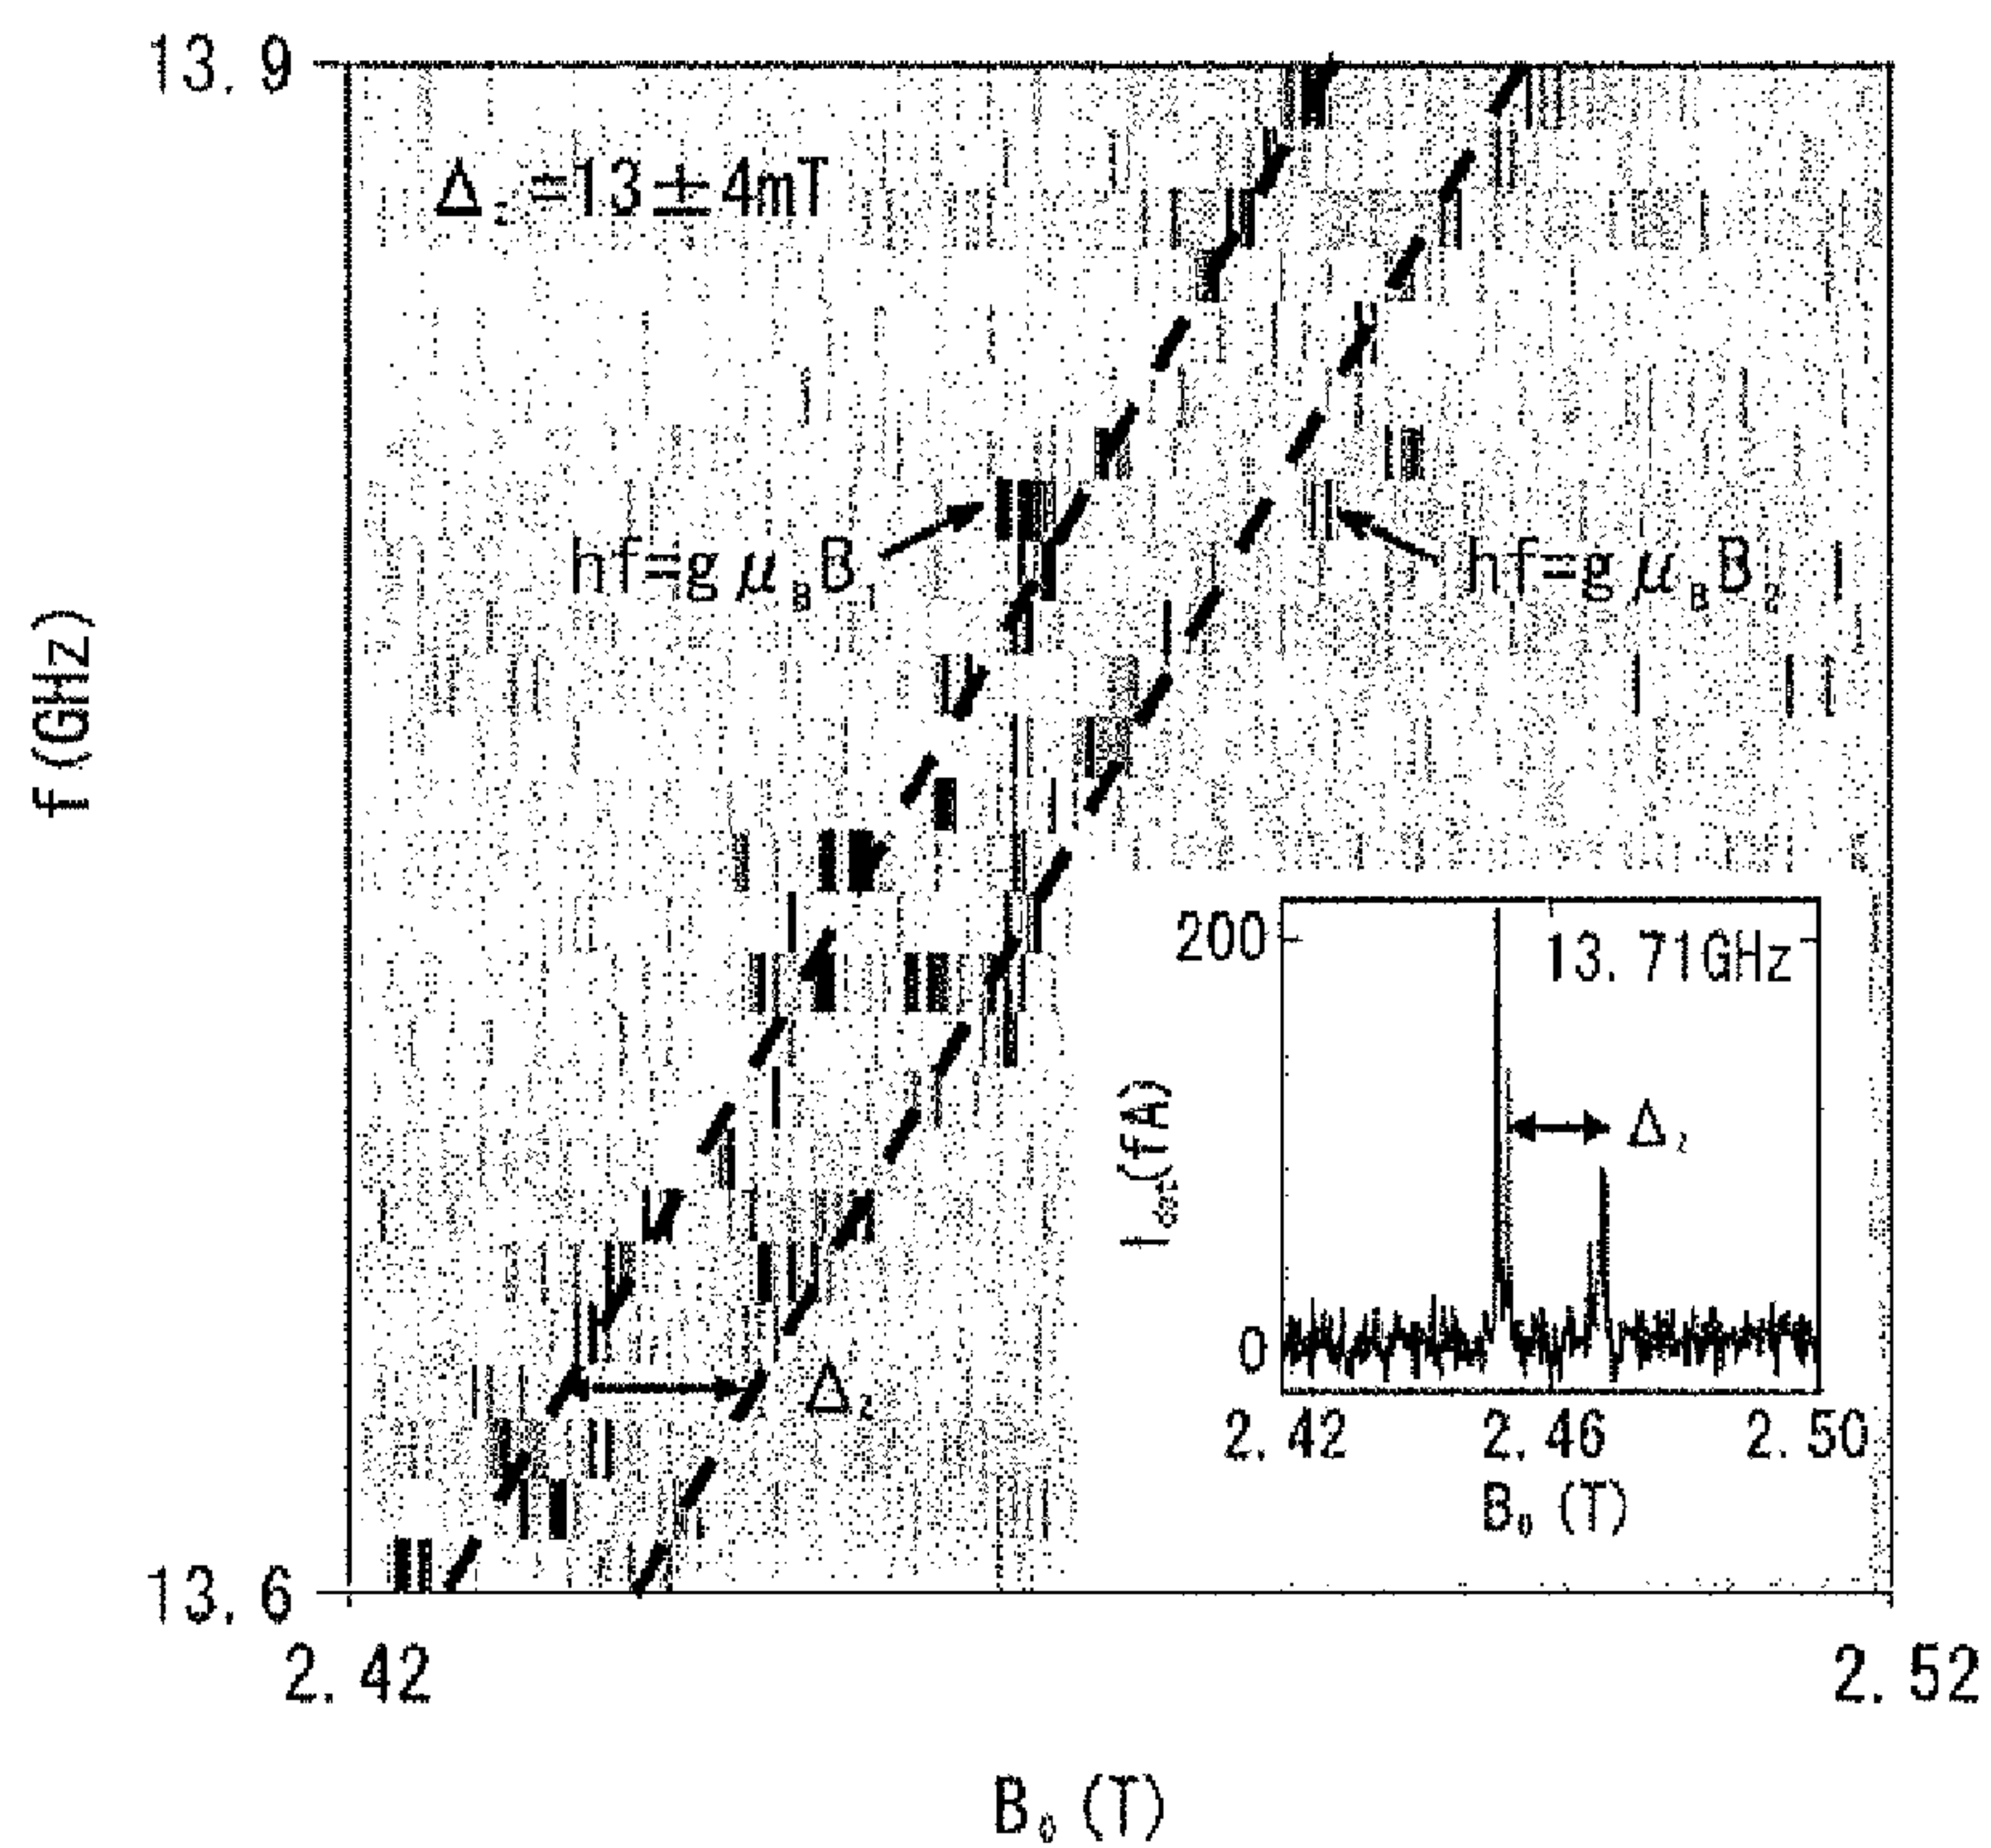 13.9
Δz=13±4mT
hf=gμBB1
hf=gμBB2
f(GHz)
200
13.71GHz
Δz
Idot(fA)
0
2.42 2.46 2.50
B0(T)
Δz
13.6
2.42 2.52
B0(T)